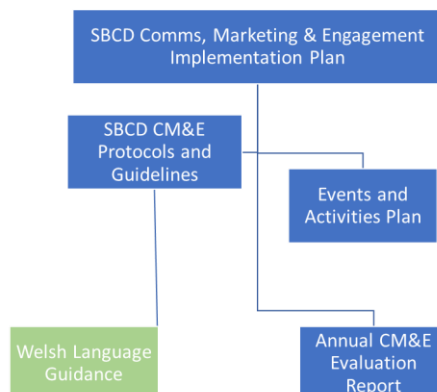 SBCD Comms, Marketing & Engagement
Implementation Plan
SBCD CM&E
Protocols and
Guidelines
Events and
Activities Plan
Welsh Language
Guidance
Annual CM&E
Evaluation
Report